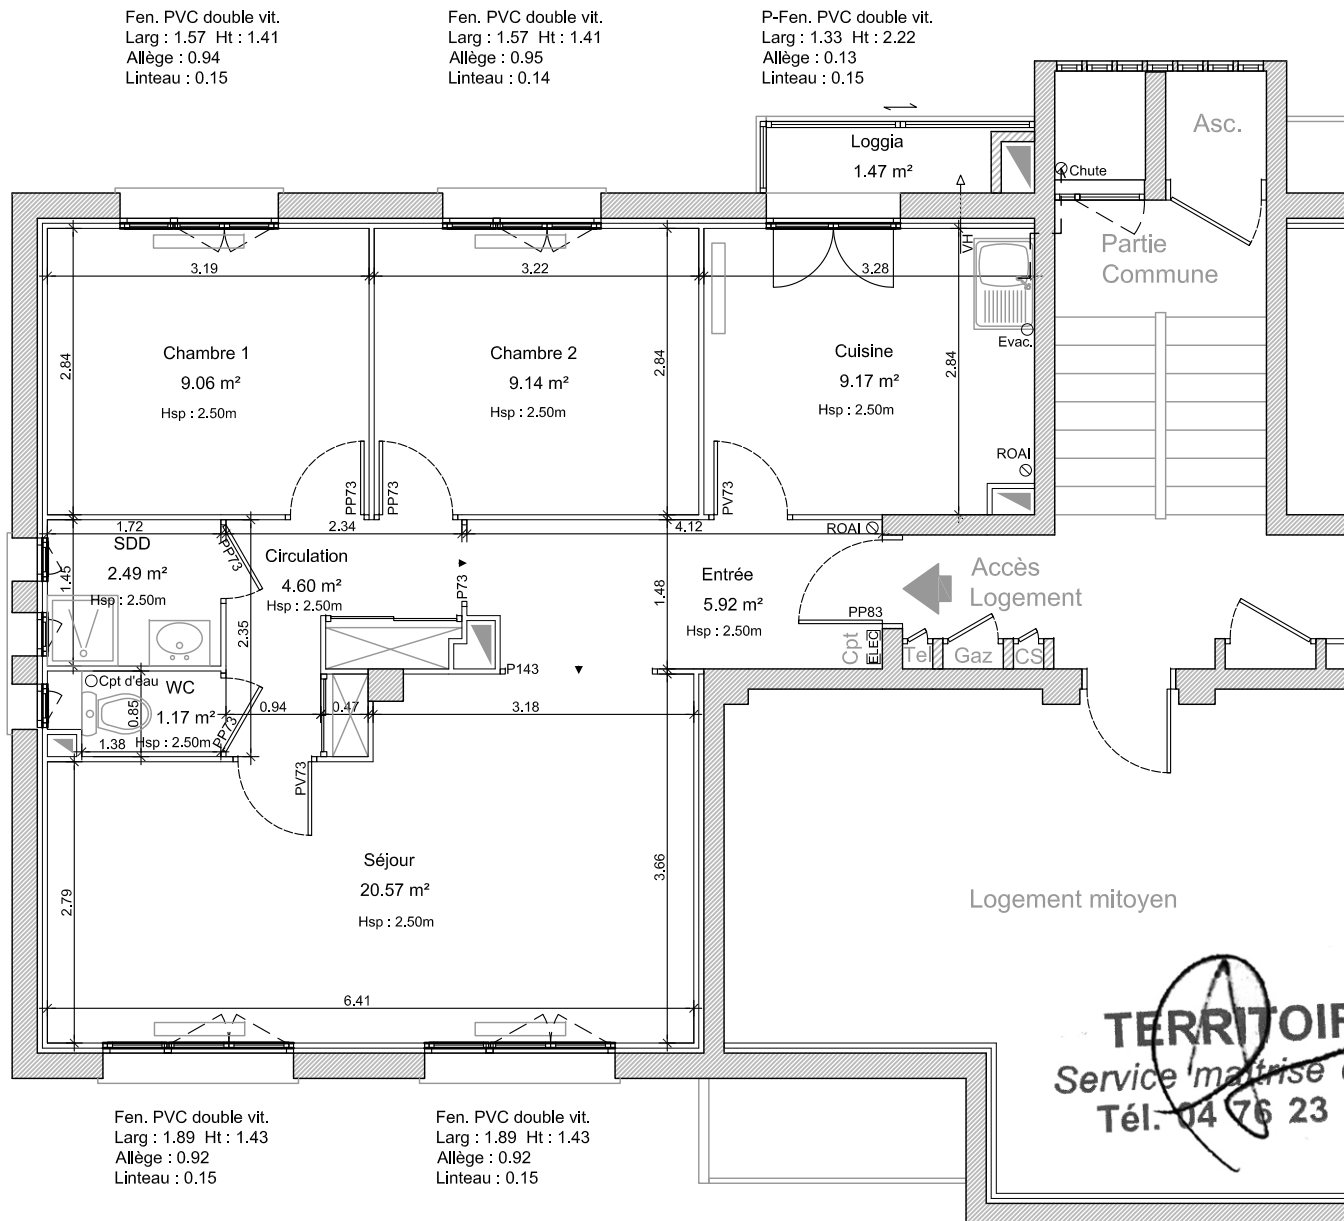 Fen. PVC double vit.
Larg : 1.57 Ht : 1.41
Allège : 0.94
Linteau : 0.15
Fen. PVC double vit.
Larg : 1.57 Ht : 1.41
Allège : 0.95
Linteau : 0.14
P-Fen. PVC double vit.
Larg : 1.33 Ht : 2.22
Allège : 0.13
Linteau : 0.15
Loggia
1.47 m²
Asc.
Chute
Partie
Commune
VH
3.19
3.22
3.28
Chambre 1
9.06 m²
Hsp : 2.50m
2.84
Chambre 2
9.14 m²
Hsp : 2.50m
2.84
Cuisine
9.17 m²
Hsp : 2.50m
2.84
Evac.
ROAI
PP73
PP73
PV73
1.72
2.34
4.12
ROAI
SDD
2.49 m²
Hsp : 2.50m
1.45
PP73
Circulation
4.60 m²
Hsp : 2.50m
2.35
P73
1.48
Entrée
5.92 m²
Hsp : 2.50m
PP83
Accès
Logement
Cpt
ELEC
Tel
Gaz
CS
P143
Cpt d'eau
WC
1.17 m²
Hsp : 2.50m
0.85
1.38
PP73
0.94
0.47
3.18
PV73
Séjour
20.57 m²
Hsp : 2.50m
2.79
3.66
6.41
Logement mitoyen
TERRITOIR
Service maîtrise
Tél. 04 76 23
Fen. PVC double vit.
Larg : 1.89 Ht : 1.43
Allège : 0.92
Linteau : 0.15
Fen. PVC double vit.
Larg : 1.89 Ht : 1.43
Allège : 0.92
Linteau : 0.15